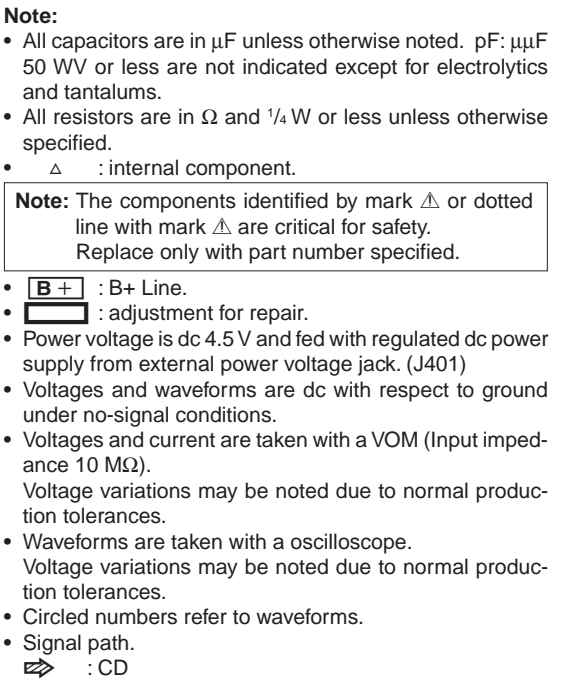 Note:
• All capacitors are in μF unless otherwise noted. pF: μμF
50 WV or less are not indicated except for electrolytics
and tantalums.
• All resistors are in Ω and 1/4 W or less unless otherwise
specified.
• △ : internal component.
Note: The components identified by mark ⚠ or dotted
line with mark ⚠ are critical for safety.
Replace only with part number specified.
• B+ : B+ Line.
• : adjustment for repair.
• Power voltage is dc 4.5 V and fed with regulated dc power
supply from external power voltage jack. (J401)
• Voltages and waveforms are dc with respect to ground
under no-signal conditions.
• Voltages and current are taken with a VOM (Input imped-
ance 10 MΩ).
Voltage variations may be noted due to normal produc-
tion tolerances.
• Waveforms are taken with a oscilloscope.
Voltage variations may be noted due to normal produc-
tion tolerances.
• Circled numbers refer to waveforms.
• Signal path.
: CD